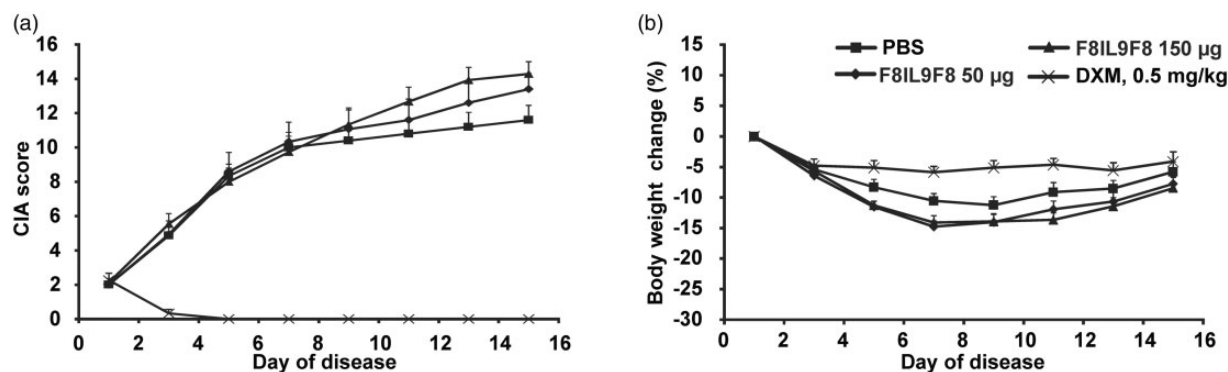 (a)
16
14
12
10
8
6
4
2
0
CIA score
0 2 4 6 8 10 12 14 16
Day of disease
(b)
15
10
5
0
-5
-10
-15
-20
-25
-30
Body weight change (%)
PBS F8IL9F8 150 µg
F8IL9F8 50 µg DXM, 0.5 mg/kg
0 2 4 6 8 10 12 14 16
Day of disease